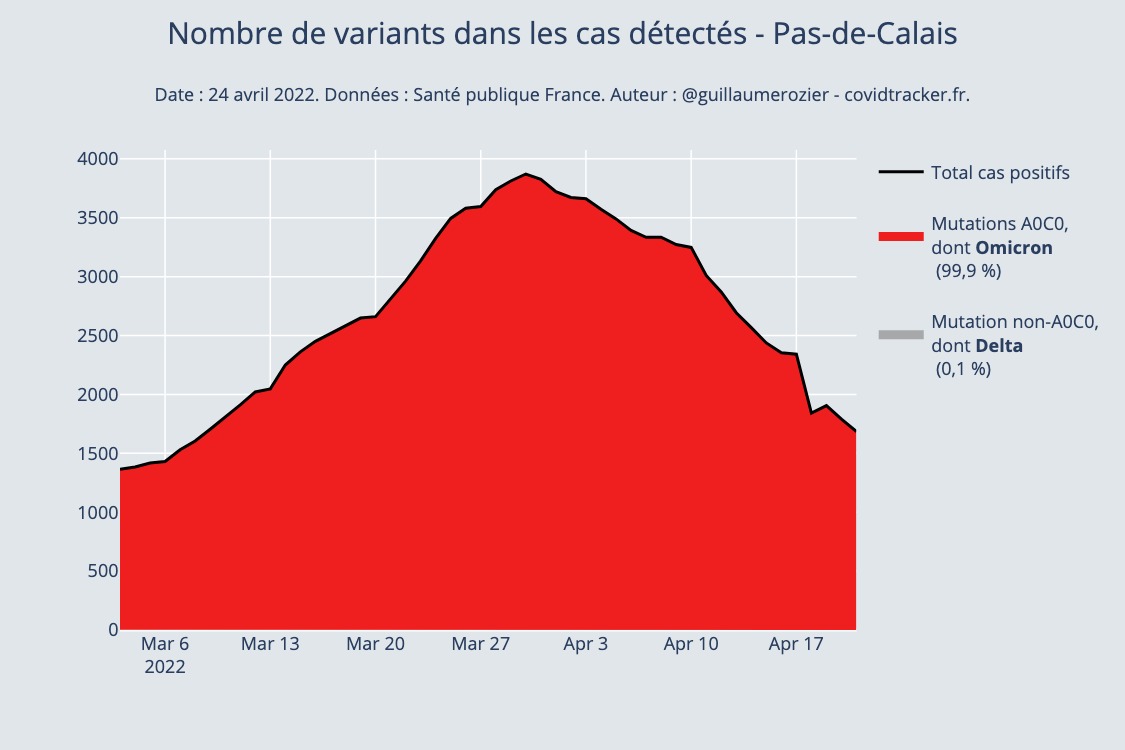 Nombre de variants dans les cas détectés - Pas-de-Calais
Date : 24 avril 2022. Données : Santé publique France. Auteur : @guillaumerozier - covidtracker.fr.
4000
3500
3000
2500
2000
1500
1000
500
0
Mar 6
2022
Mar 13
Mar 20
Mar 27
Apr 3
Apr 10
Apr 17
Total cas positifs
Mutations A0C0,
dont Omicron
(99,9 %)
Mutation non-A0C0,
dont Delta
(0,1 %)